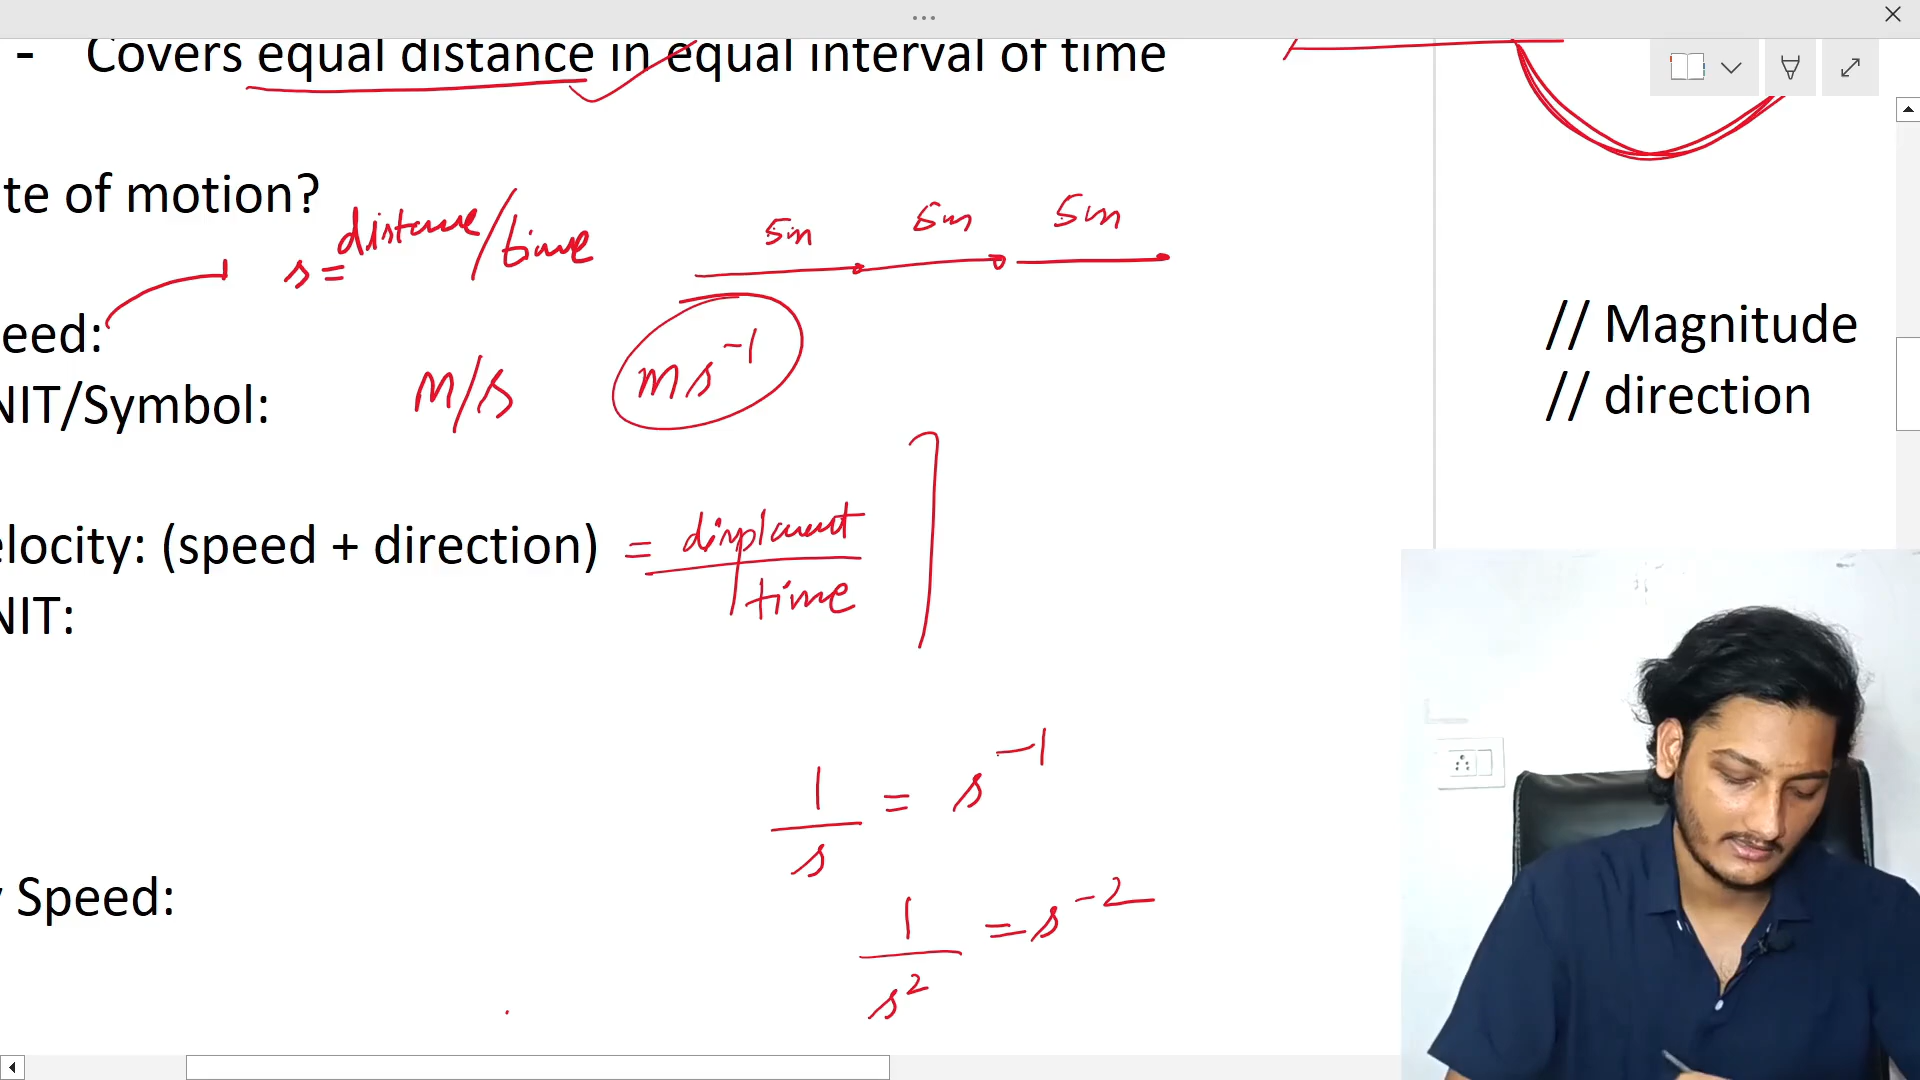 - Covers equal distance in equal interval of time
te of motion?
s = distance/time
5m 5m 5m
eed:
NIT/Symbol: m/s ms⁻¹
// Magnitude
// direction
elocity: (speed + direction) = displament
time
NIT:
1/s = s⁻¹
Speed:
1/s² = s⁻²